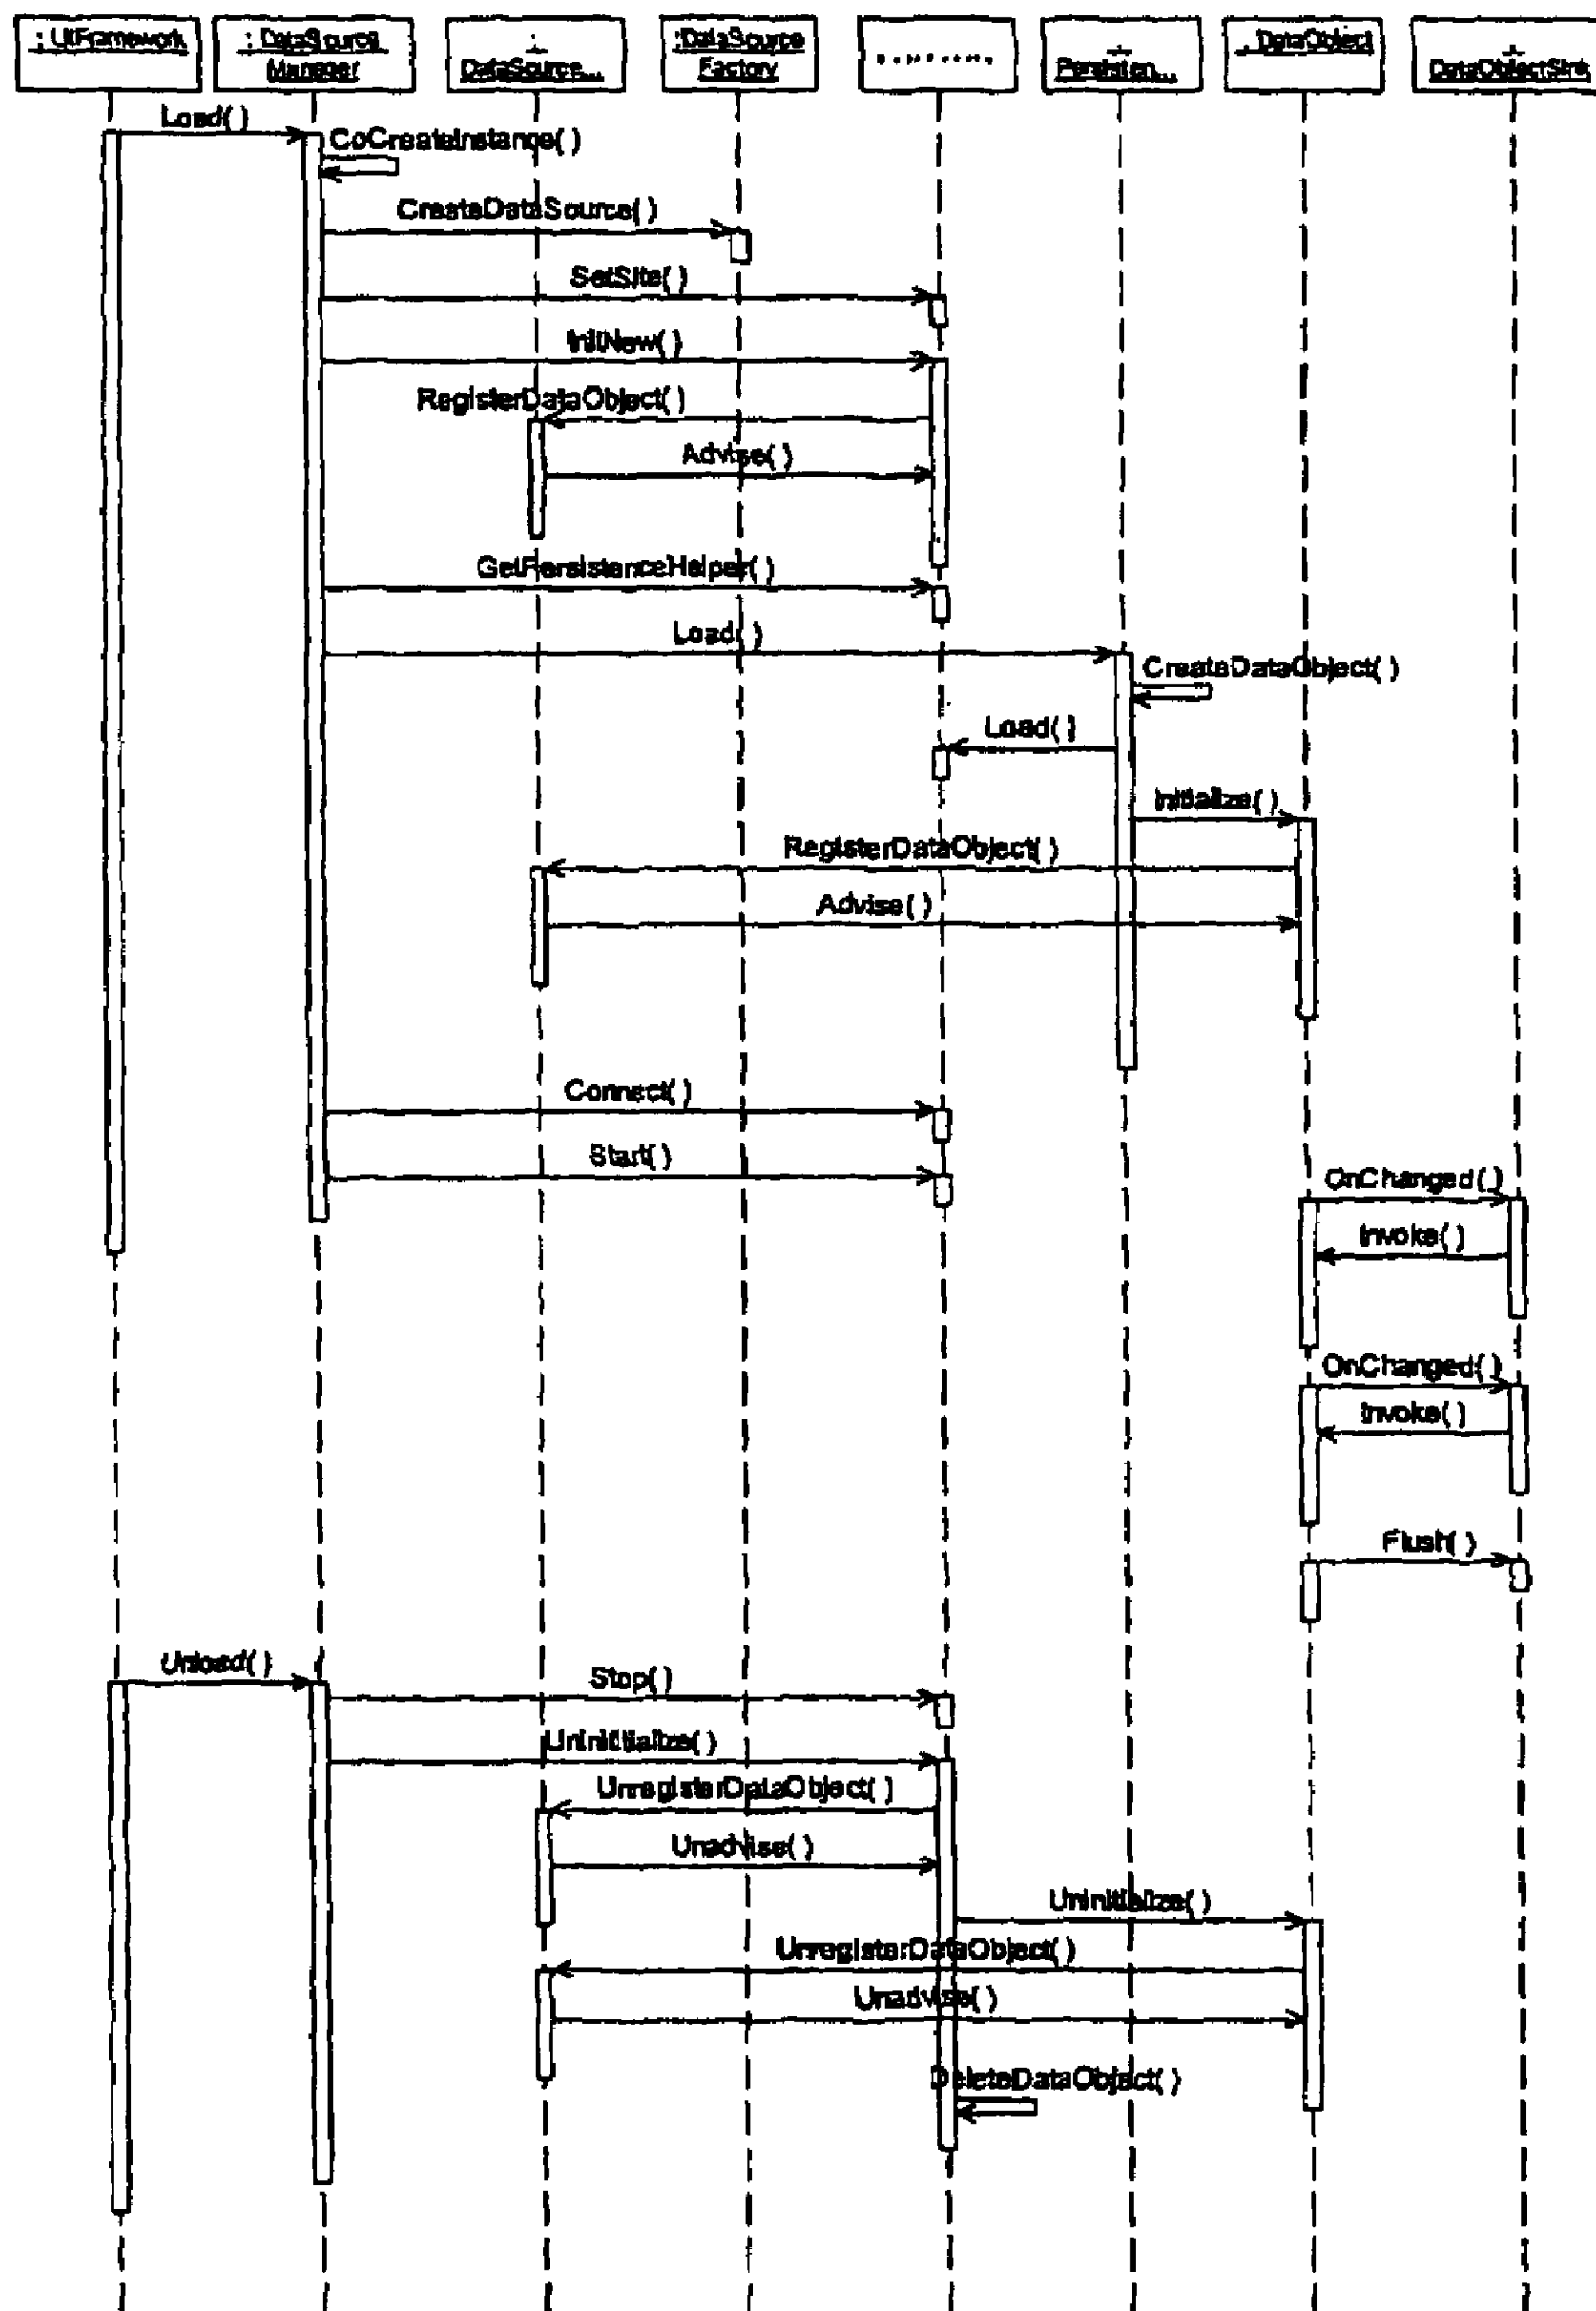 : UIFramework
: DataSource
Manager
:
DataSource...
:DataSource
Factory
:
Persisten...
: DataObject
:
DataObjectSink
Load( )
CoCreateInstance( )
CreateDataSource( )
SetSite( )
InitNew( )
RegisterDataObject( )
Advise( )
GetPersistenceHelper( )
Load( )
CreateDataObject( )
Load( )
Initialize( )
RegisterDataObject( )
Advise( )
Connect( )
Start( )
OnChanged( )
Invoke( )
OnChanged( )
Invoke( )
Flush( )
Unload( )
Stop( )
Uninitialize( )
UnregisterDataObject( )
Unadvise( )
Uninitialize( )
UnregisterDataObject( )
Unadvise( )
DeleteDataObject( )